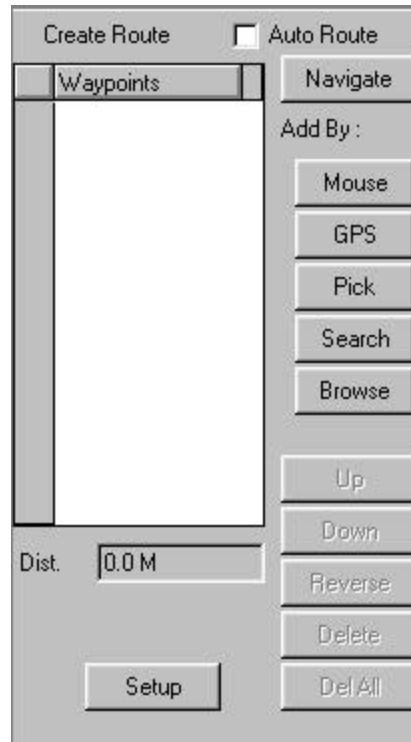 Create Route
Auto Route
Waypoints
Navigate
Add By :
Mouse
GPS
Pick
Search
Browse
Up
Down
Dist.
0.0 M
Reverse
Delete
Setup
Del All